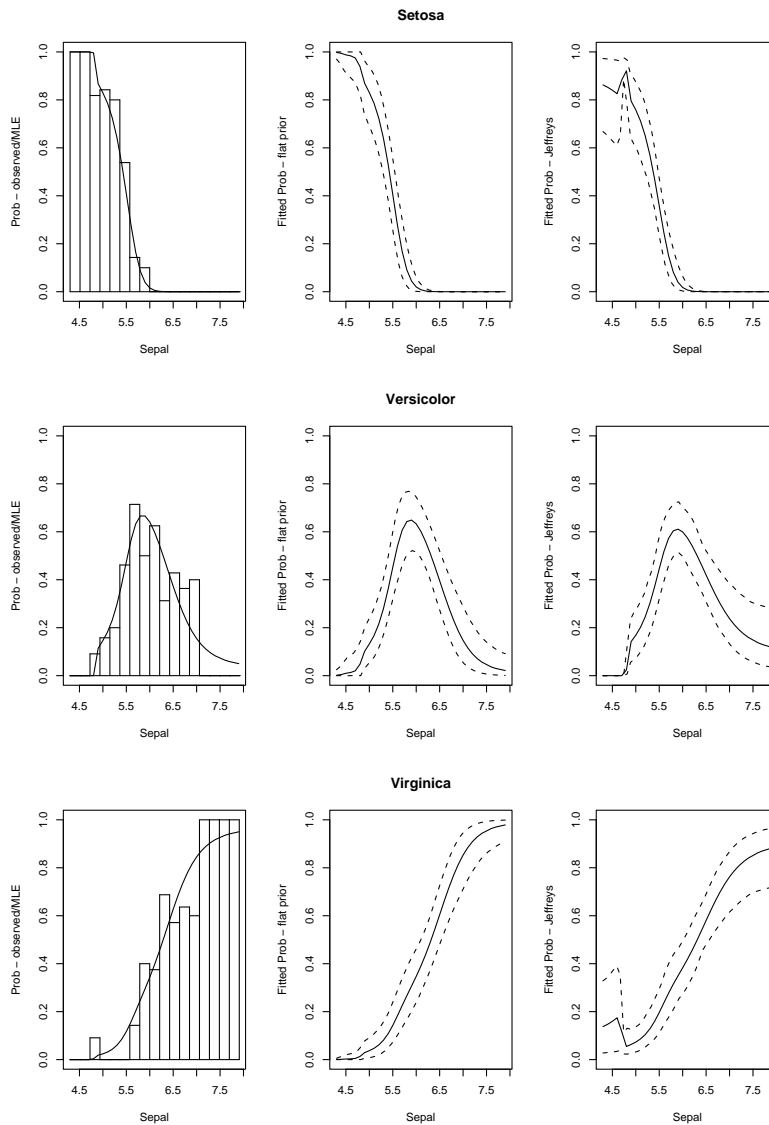 Setosa
Prob – observed/MLE
0.0 0.2 0.4 0.6 0.8 1.0
4.5 5.5 6.5 7.5
Sepal
Fitted Prob – flat prior
0.0 0.2 0.4 0.6 0.8 1.0
4.5 5.5 6.5 7.5
Sepal
Fitted Prob – Jeffreys
0.0 0.2 0.4 0.6 0.8 1.0
4.5 5.5 6.5 7.5
Sepal
Versicolor
Prob – observed/MLE
0.0 0.2 0.4 0.6 0.8 1.0
4.5 5.5 6.5 7.5
Sepal
Fitted Prob – flat prior
0.0 0.2 0.4 0.6 0.8 1.0
4.5 5.5 6.5 7.5
Sepal
Fitted Prob – Jeffreys
0.0 0.2 0.4 0.6 0.8 1.0
4.5 5.5 6.5 7.5
Sepal
Virginica
Prob – observed/MLE
0.0 0.2 0.4 0.6 0.8 1.0
4.5 5.5 6.5 7.5
Sepal
Fitted Prob – flat prior
0.0 0.2 0.4 0.6 0.8 1.0
4.5 5.5 6.5 7.5
Sepal
Fitted Prob – Jeffreys
0.0 0.2 0.4 0.6 0.8 1.0
4.5 5.5 6.5 7.5
Sepal